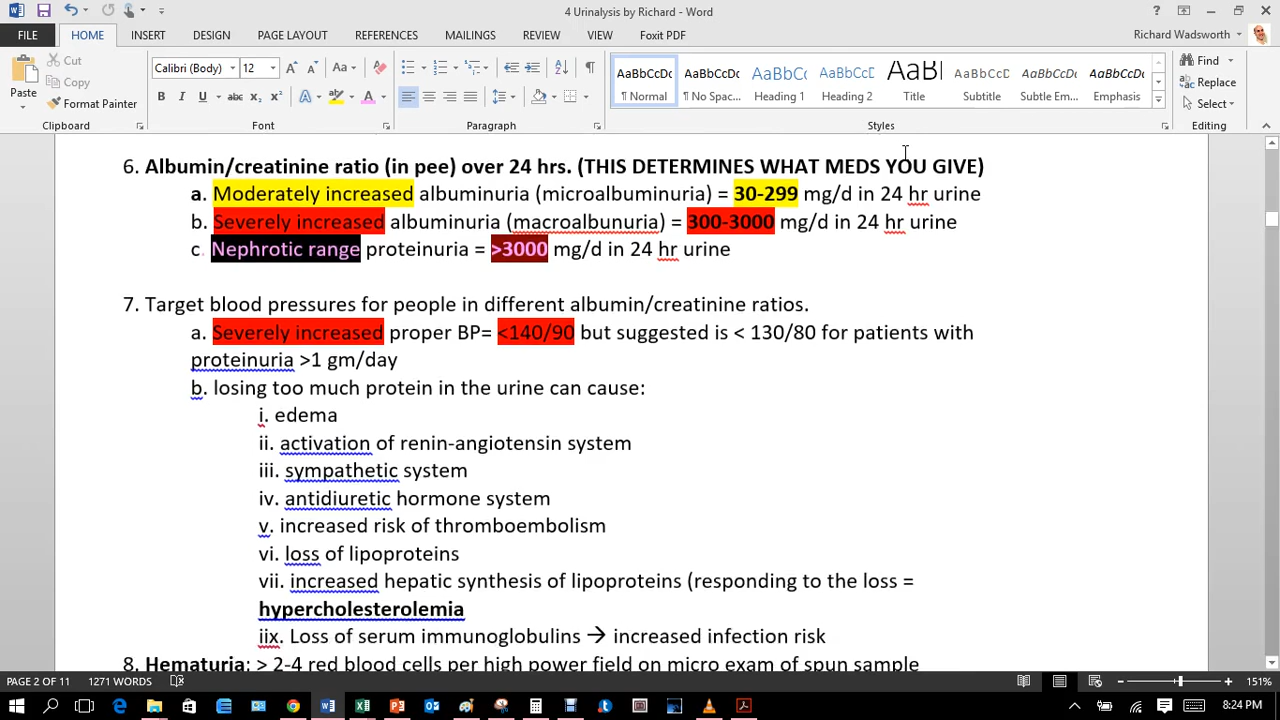 4 Urinalysis by Richard - Word
FILE HOME INSERT DESIGN PAGE LAYOUT REFERENCES MAILINGS REVIEW VIEW Foxit PDF Richard Wadsworth
Paste
Cut
Copy
Format Painter
Calibri (Body) 12
Clipboard Font Paragraph Styles Editing
AaBbCcDc ¶ Normal
AaBbCcDc ¶ No Spac...
AaBbCc Heading 1
AaBbCcD Heading 2
AaBl Title
AaBbCcD Subtitle
AaBbCcDc Subtle Em...
AaBbCcDc Emphasis
Find
Replace
Select
6. Albumin/creatinine ratio (in pee) over 24 hrs. (THIS DETERMINES WHAT MEDS YOU GIVE)
a. Moderately increased albuminuria (microalbuminuria) = 30-299 mg/d in 24 hr urine
b. Severely increased albuminuria (macroalbunuria) = 300-3000 mg/d in 24 hr urine
c. Nephrotic range proteinuria = >3000 mg/d in 24 hr urine
7. Target blood pressures for people in different albumin/creatinine ratios.
a. Severely increased proper BP= <140/90 but suggested is < 130/80 for patients with
proteinuria >1 gm/day
b. losing too much protein in the urine can cause:
i. edema
ii. activation of renin-angiotensin system
iii. sympathetic system
iv. antidiuretic hormone system
v. increased risk of thromboembolism
vi. loss of lipoproteins
vii. increased hepatic synthesis of lipoproteins (responding to the loss =
hypercholesterolemia
iix. Loss of serum immunoglobulins → increased infection risk
8. Hematuria: > 2-4 red blood cells per high power field on micro exam of spun sample
PAGE 2 OF 11 1271 WORDS 151%
8:24 PM